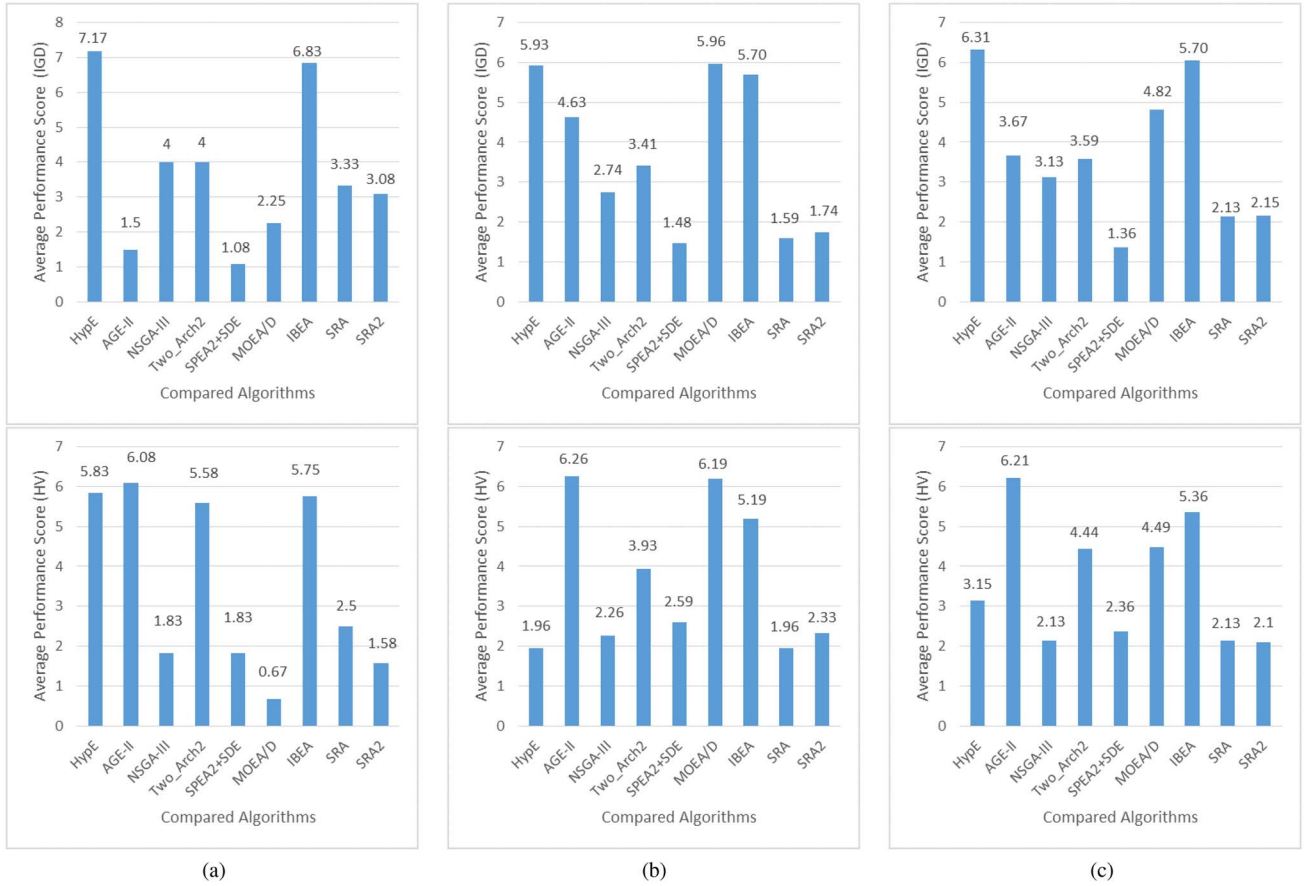 Average Performance Score (IGD)
8
7
6
5
4
3
2
1
0
7.17
1.5
4
4
1.08
2.25
6.83
3.33
3.08
HypE
AGE-II
NSGA-III
Two_Arch2
SPEA2+SDE
MOEA/D
IBEA
SRA
SRA2
Compared Algorithms
Average Performance Score (IGD)
7
6
5
4
3
2
1
0
5.93
4.63
2.74
3.41
1.48
5.96
5.70
1.59
1.74
HypE
AGE-II
NSGA-III
Two_Arch2
SPEA2+SDE
MOEA/D
IBEA
SRA
SRA2
Compared Algorithms
Average Performance Score (IGD)
7
6
5
4
3
2
1
0
6.31
3.67
3.13
3.59
1.36
4.82
5.70
2.13
2.15
HypE
AGE-II
NSGA-III
Two_Arch2
SPEA2+SDE
MOEA/D
IBEA
SRA
SRA2
Compared Algorithms
Average Performance Score (HV)
7
6
5
4
3
2
1
0
5.83
6.08
1.83
5.58
1.83
0.67
5.75
2.5
1.58
HypE
AGE-II
NSGA-III
Two_Arch2
SPEA2+SDE
MOEA/D
IBEA
SRA
SRA2
Compared Algorithms
Average Performance Score (HV)
7
6
5
4
3
2
1
0
1.96
6.26
2.26
3.93
2.59
6.19
5.19
1.96
2.33
HypE
AGE-II
NSGA-III
Two_Arch2
SPEA2+SDE
MOEA/D
IBEA
SRA
SRA2
Compared Algorithms
Average Performance Score (HV)
7
6
5
4
3
2
1
0
3.15
6.21
2.13
4.44
2.36
4.49
5.36
2.13
2.1
HypE
AGE-II
NSGA-III
Two_Arch2
SPEA2+SDE
MOEA/D
IBEA
SRA
SRA2
Compared Algorithms
(a)
(b)
(c)